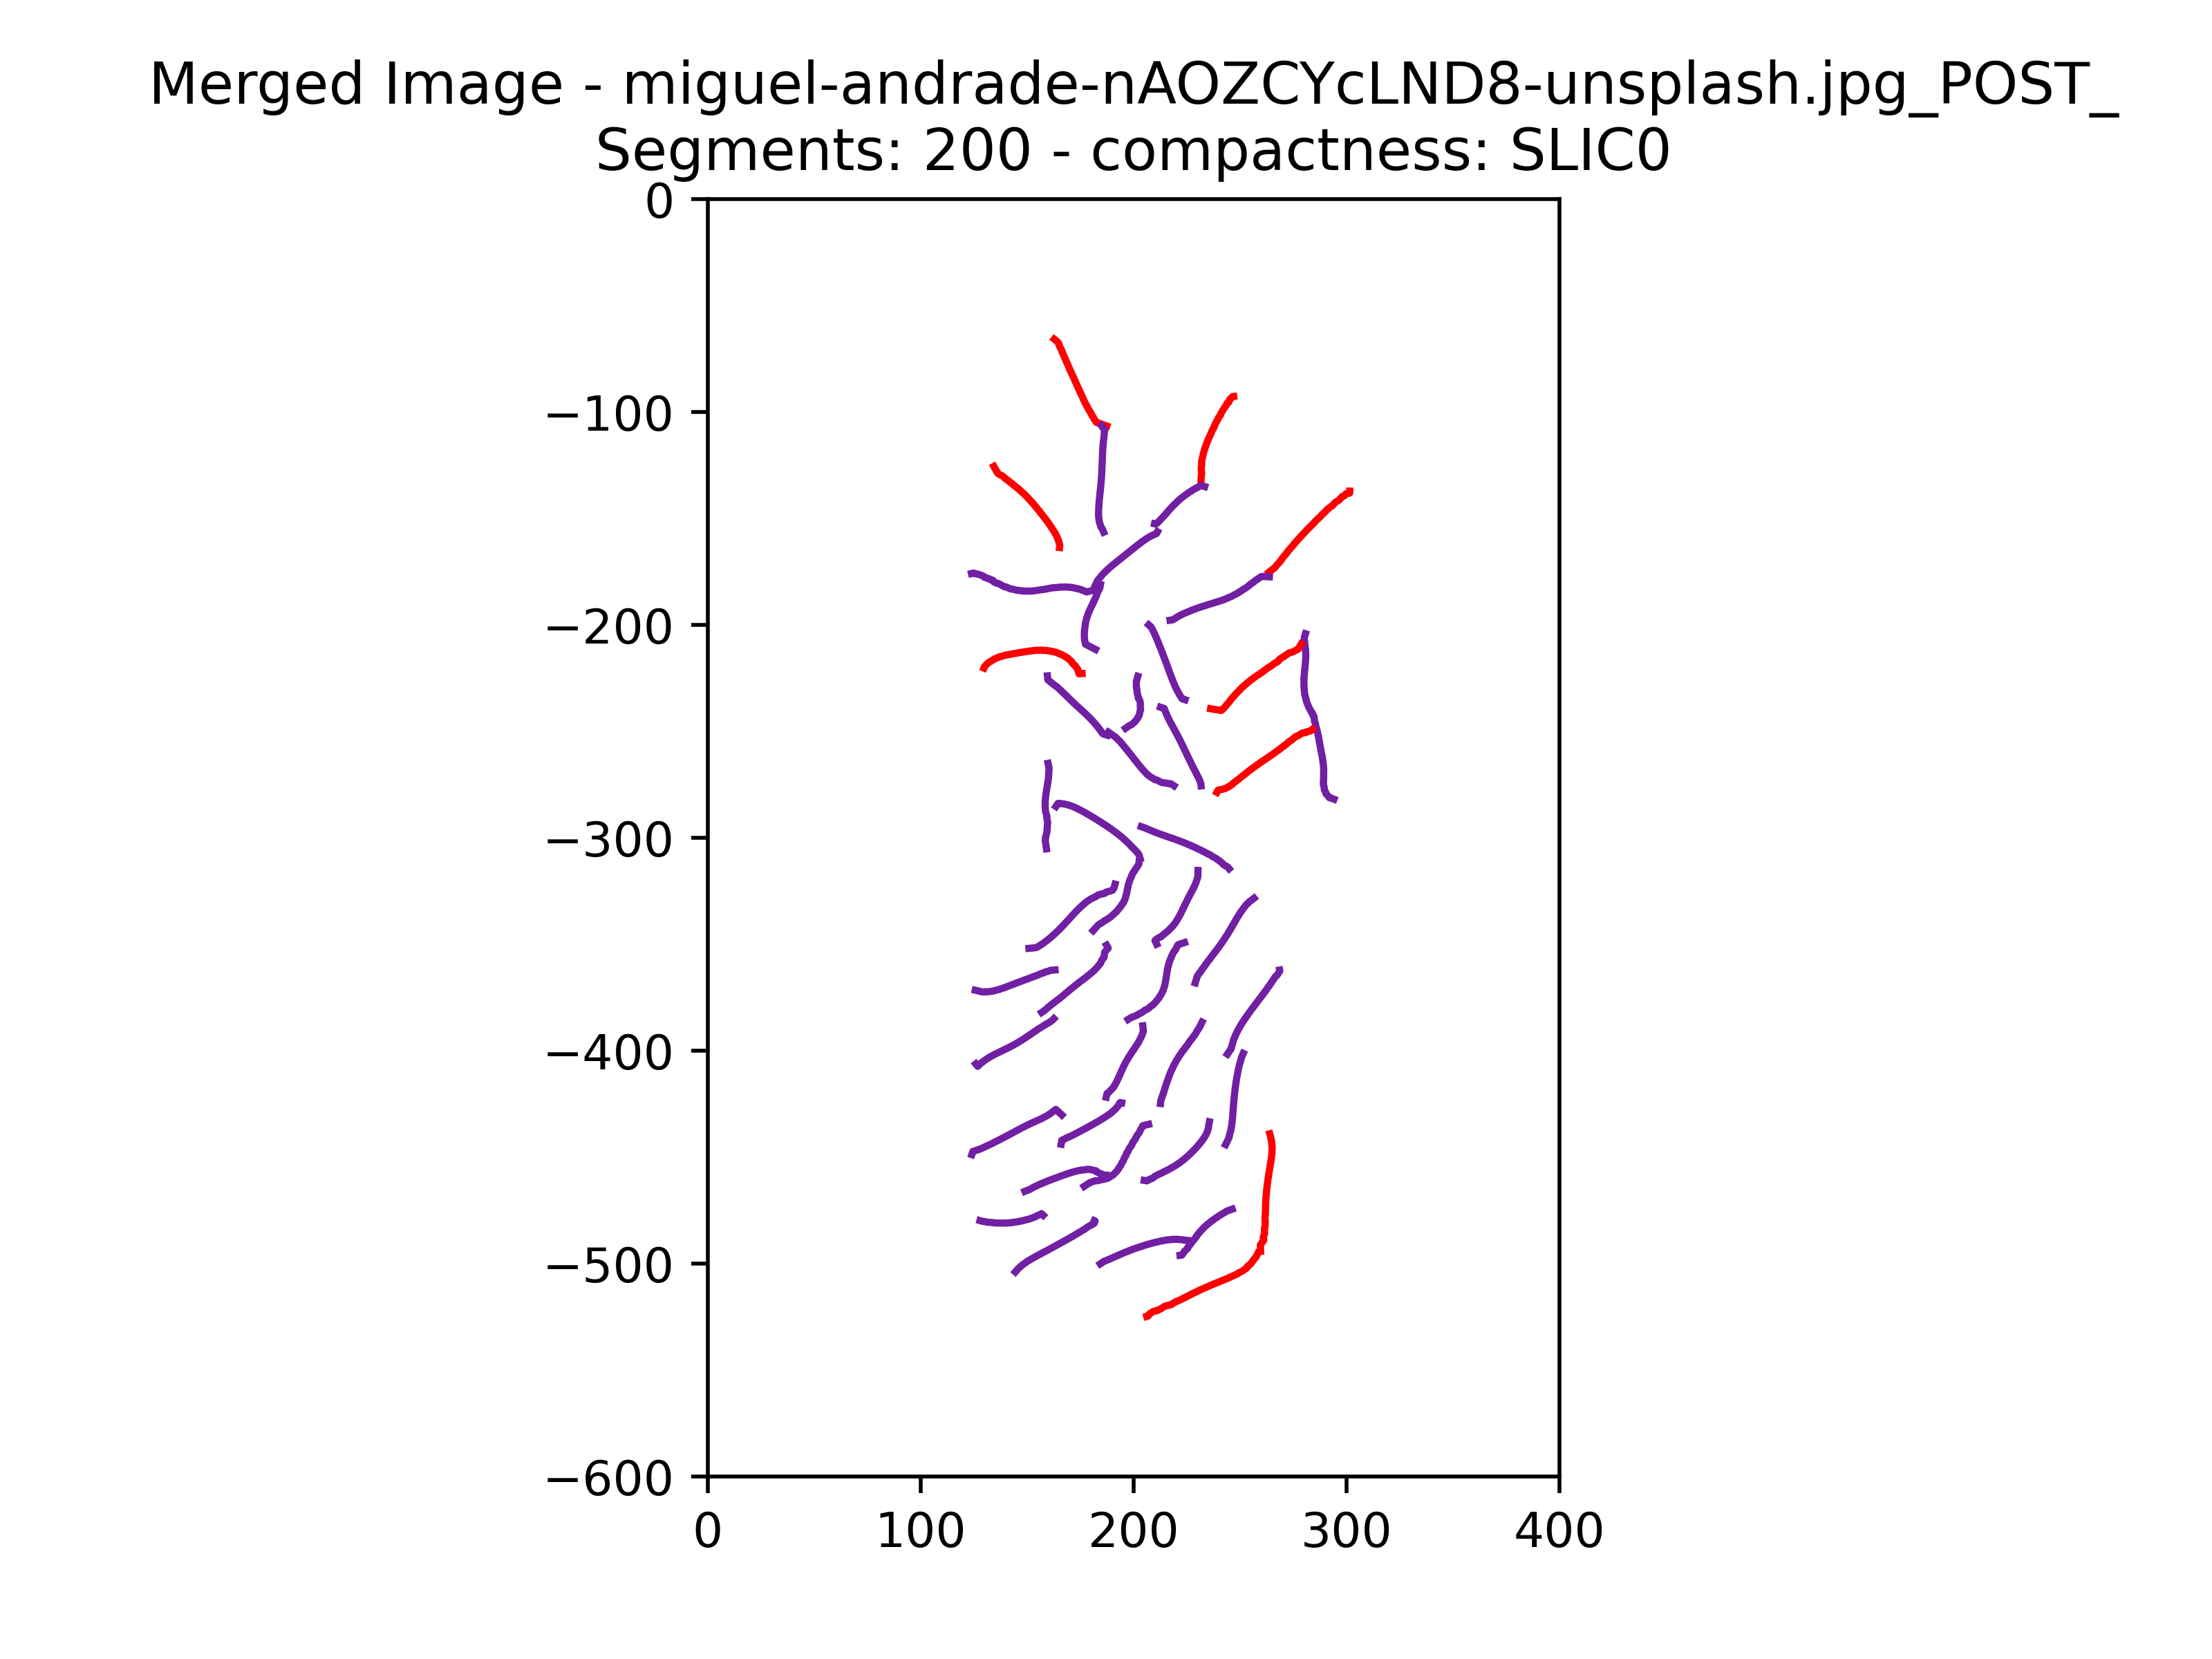 Merged Image - miguel-andrade-nAOZCYcLND8-unsplash.jpg_POST_
Segments: 200 - compactness: SLIC0
0
−100
−200
−300
−400
−500
−600
0 100 200 300 400